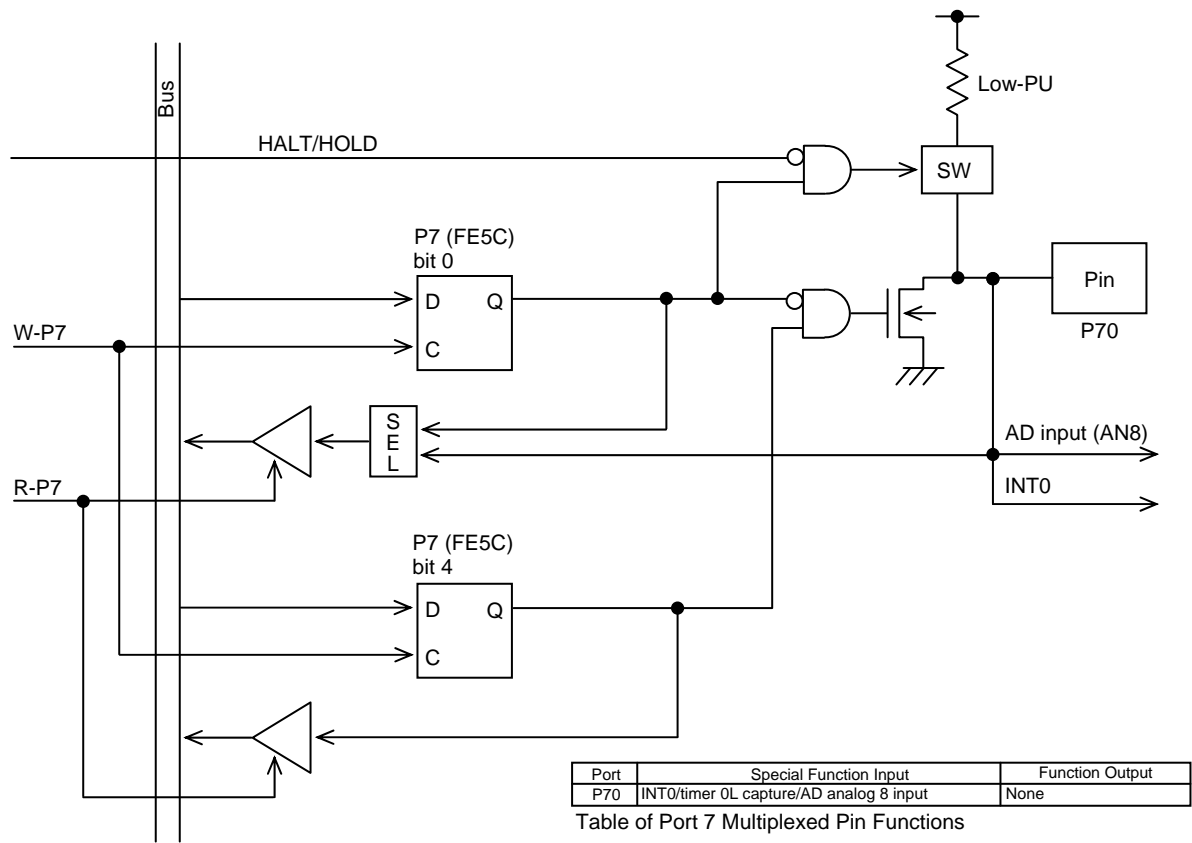 Low-PU
Bus
HALT/HOLD
SW
P7 (FE5C)
bit 0
D Q
C
Pin
P70
W-P7
SEL
AD input (AN8)
R-P7
INT0
P7 (FE5C)
bit 4
D Q
C
Port Special Function Input Function Output
P70 INT0/timer 0L capture/AD analog 8 input None
Table of Port 7 Multiplexed Pin Functions